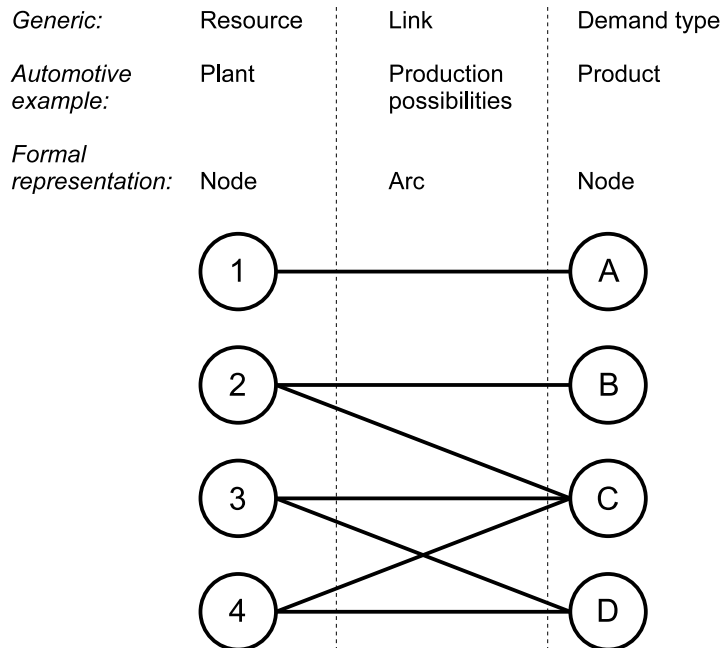 Generic: Resource Link Demand type
Automotive example: Plant Production possibilities Product
Formal representation: Node Arc Node
1 A
2 B
3 C
4 D